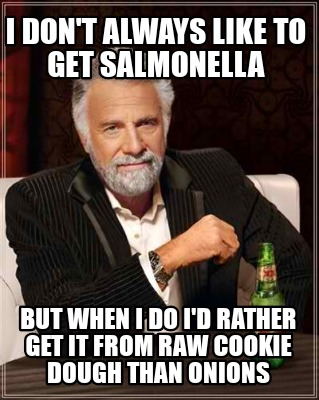 I DON'T ALWAYS LIKE TO
GET SALMONELLA
BUT WHEN I DO I'D RATHER
GET IT FROM RAW COOKIE
DOUGH THAN ONIONS